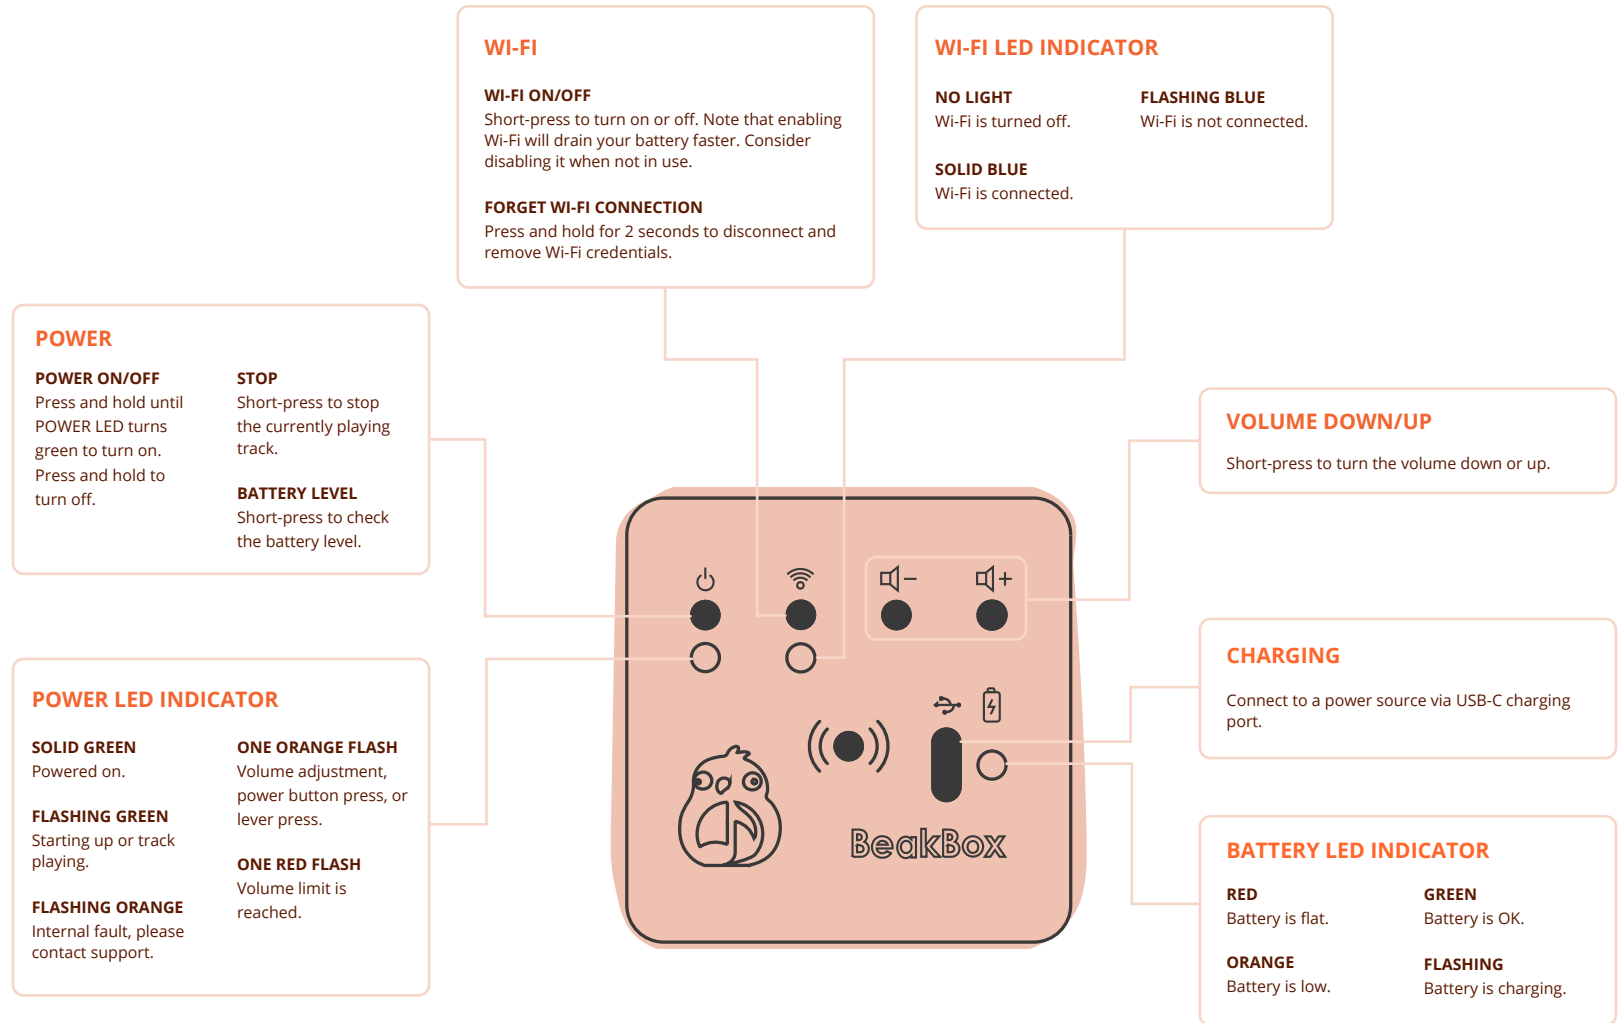 WI-FI
WI-FI ON/OFF
Short-press to turn on or off. Note that enabling
Wi-Fi will drain your battery faster. Consider
disabling it when not in use.
FORGET WI-FI CONNECTION
Press and hold for 2 seconds to disconnect and
remove Wi-Fi credentials.
WI-FI LED INDICATOR
NO LIGHT
Wi-Fi is turned off.
SOLID BLUE
Wi-Fi is connected.
FLASHING BLUE
Wi-Fi is not connected.
POWER
POWER ON/OFF
Press and hold until
POWER LED turns
green to turn on.
Press and hold to
turn off.
STOP
Short-press to stop
the currently playing
track.
BATTERY LEVEL
Short-press to check
the battery level.
VOLUME DOWN/UP
Short-press to turn the volume down or up.
CHARGING
Connect to a power source via USB-C charging
port.
POWER LED INDICATOR
SOLID GREEN
Powered on.
FLASHING GREEN
Starting up or track
playing.
FLASHING ORANGE
Internal fault, please
contact support.
ONE ORANGE FLASH
Volume adjustment,
power button press, or
lever press.
ONE RED FLASH
Volume limit is
reached.
BeakBox
BATTERY LED INDICATOR
RED
Battery is flat.
ORANGE
Battery is low.
GREEN
Battery is OK.
FLASHING
Battery is charging.